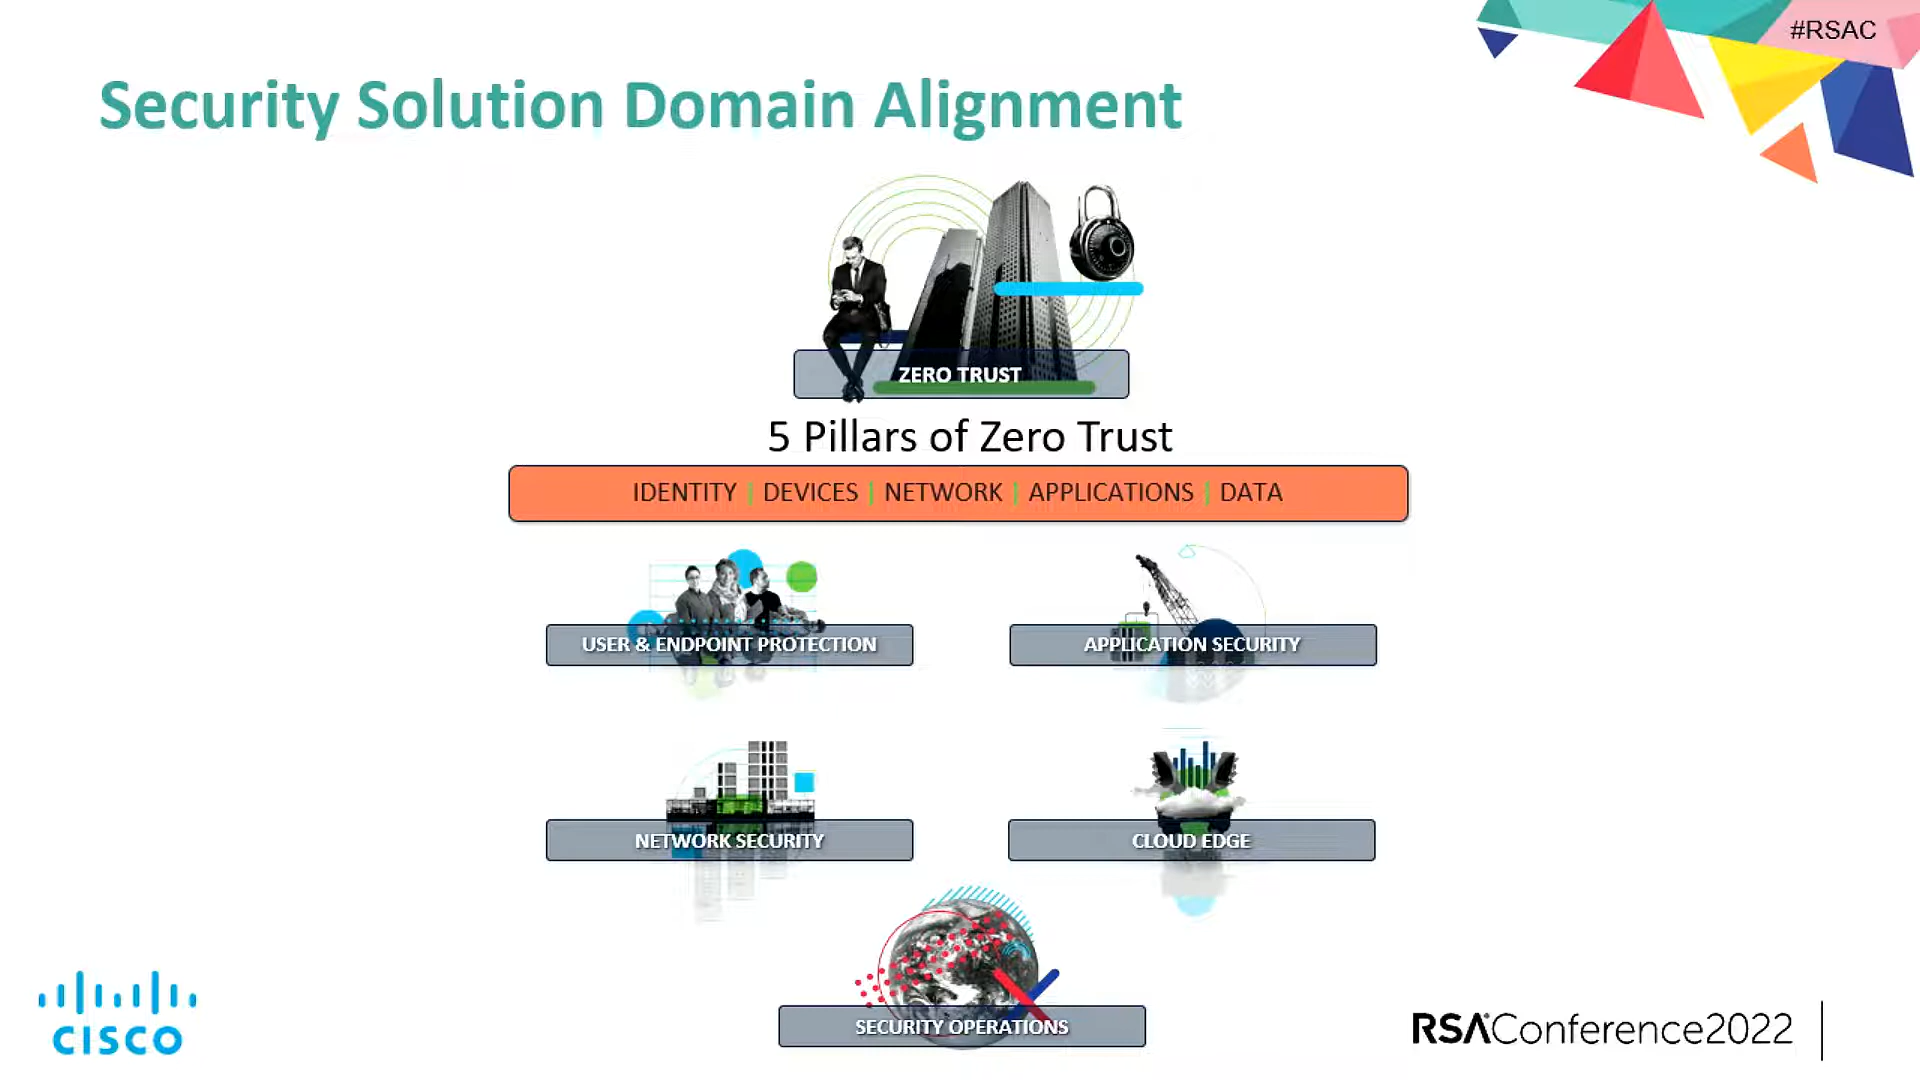 #RSAC
Security Solution Domain Alignment
ZERO TRUST
5 Pillars of Zero Trust
IDENTITY | DEVICES | NETWORK | APPLICATIONS | DATA
USER & ENDPOINT PROTECTION
APPLICATION SECURITY
NETWORK SECURITY
CLOUD EDGE
SECURITY OPERATIONS
CISCO
RSAConference2022